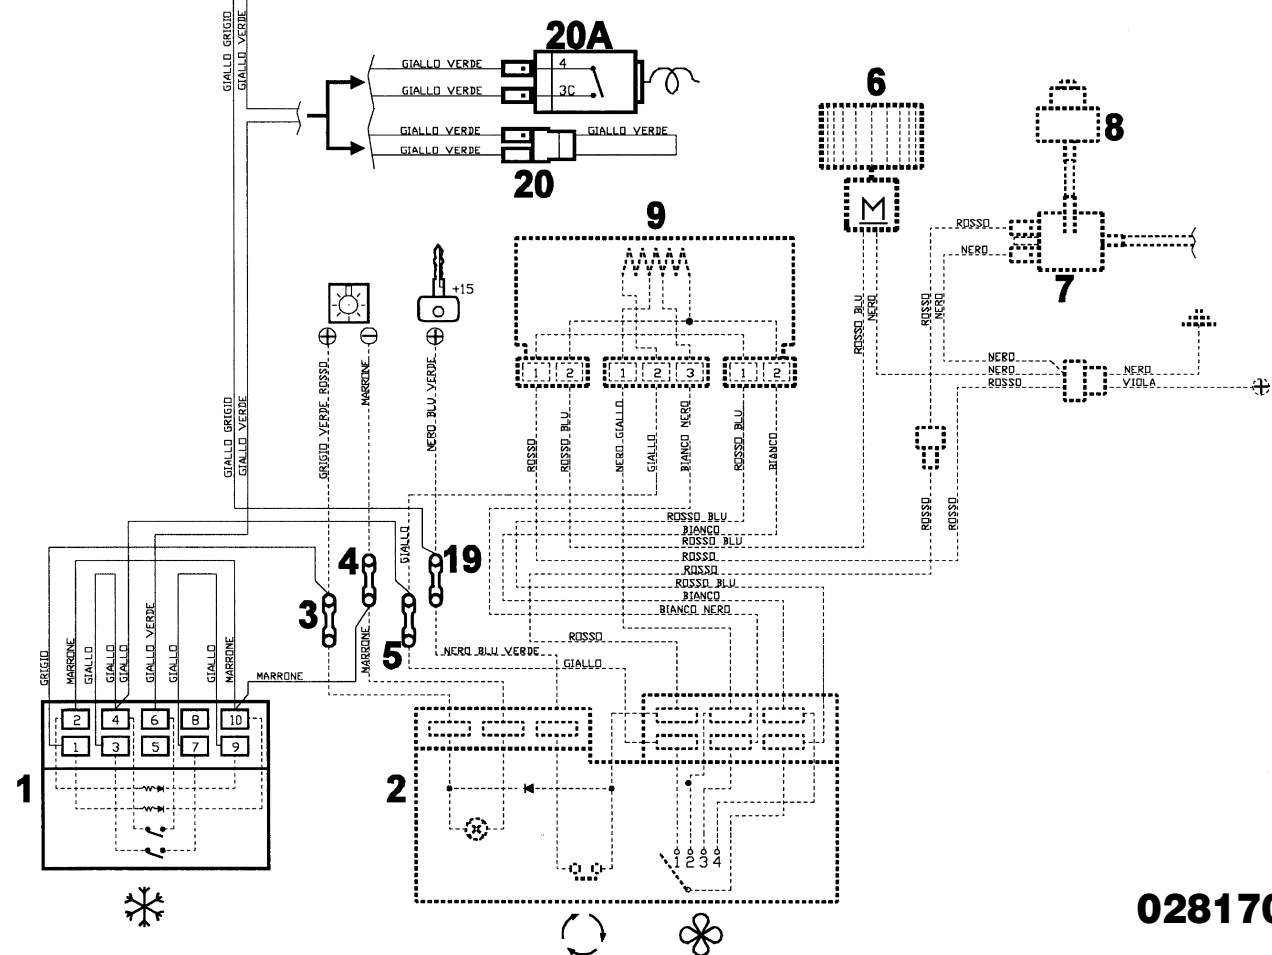 GIALLO GRIGIO
GIALLO VERDE
20A
GIALLO VERDE
4
GIALLO VERDE
3C
GIALLO VERDE
GIALLO VERDE
GIALLO VERDE
20
6
M
8
9
ROSSO
NERO
7
+15
ROSSO BLU
NERO
ROSSO
NERO
1 2
1 2 3
1 2
NERO
NERO
ROSSO
NERO
VIOLA
GIALLO GRIGIO
GIALLO VERDE
GRIGIO VERDE ROSSO
MARRONE
NERO BLU VERDE
ROSSO
ROSSO BLU
NERO GIALLO
GIALLO
BIANCO NERO
ROSSO BLU
BIANCO
ROSSO
ROSSO
ROSSO BLU
BIANCO
ROSSO BLU
ROSSO
ROSSO
ROSSO BLU
BIANCO
BIANCO NERO
ROSSO
GIALLO
GIALLO
4
19
3
5
NERO BLU VERDE
MARRONE
GRIGIO
MARRONE
GIALLO
GIALLO
GIALLO
GIALLO VERDE
GIALLO
GIALLO
MARRONE
MARRONE
2 4 6 8 10
1 3 5 7 9
1
2
1 2 3 4
028170